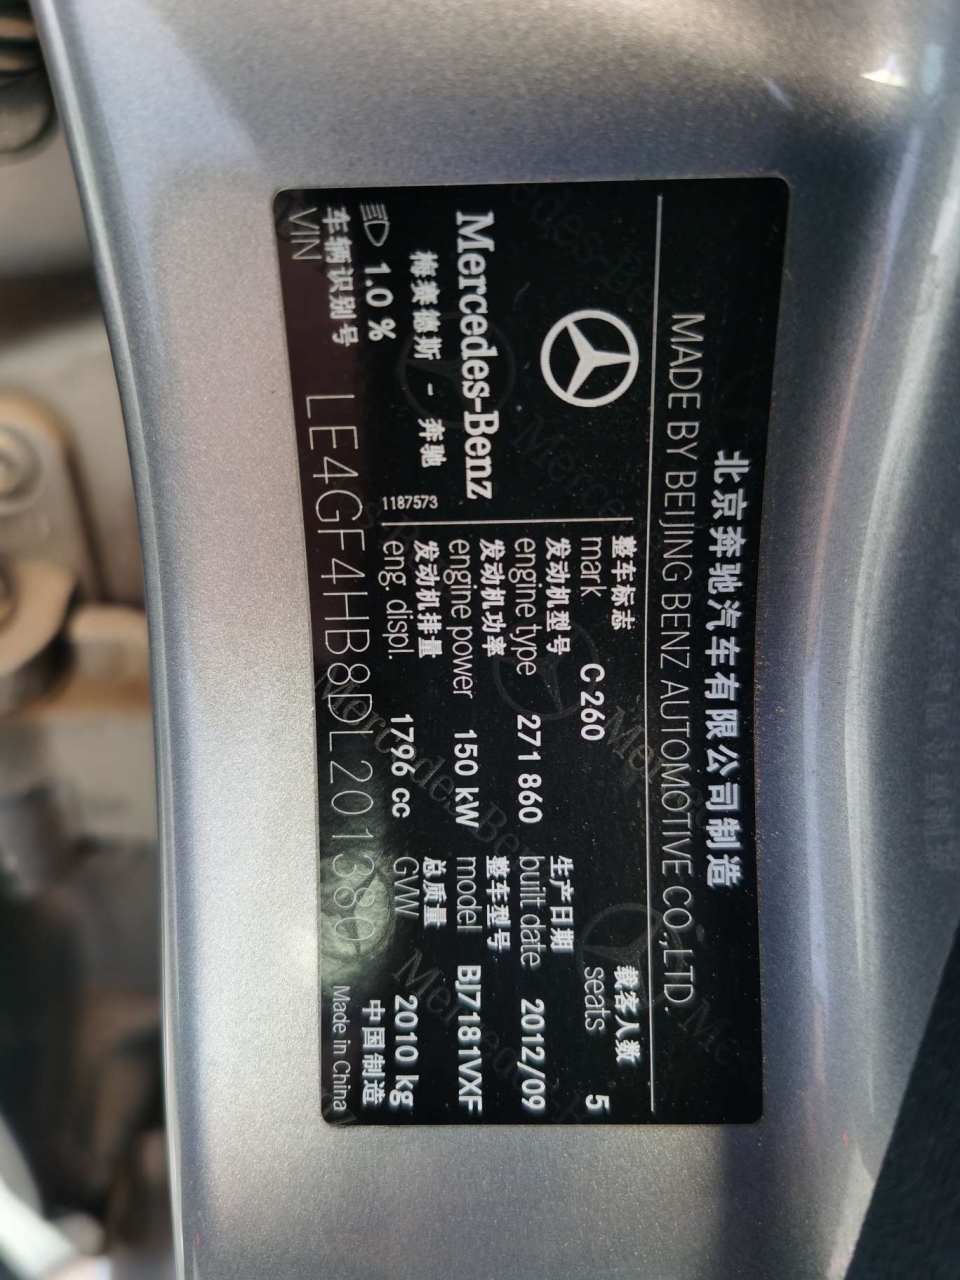 北京奔驰汽车有限公司制造
MADE BY BEIJING BENZ AUTOMOTIVE CO.,LTD.
Mercedes-Benz
梅赛德斯 - 奔驰
1187573
1.0 %
整车标志
mark C 260
载客人数
seats 5
发动机型号
engine type 271 860
生产日期
built date 2012/09
发动机功率
engine power 150 kW
整车型号
model BJ7181VXF
发动机排量
eng. displ. 1796 cc
总质量
GVW 2010 kg
车辆识别号
VIN LE4GF4HB8DL201380
中国制造
Made in China